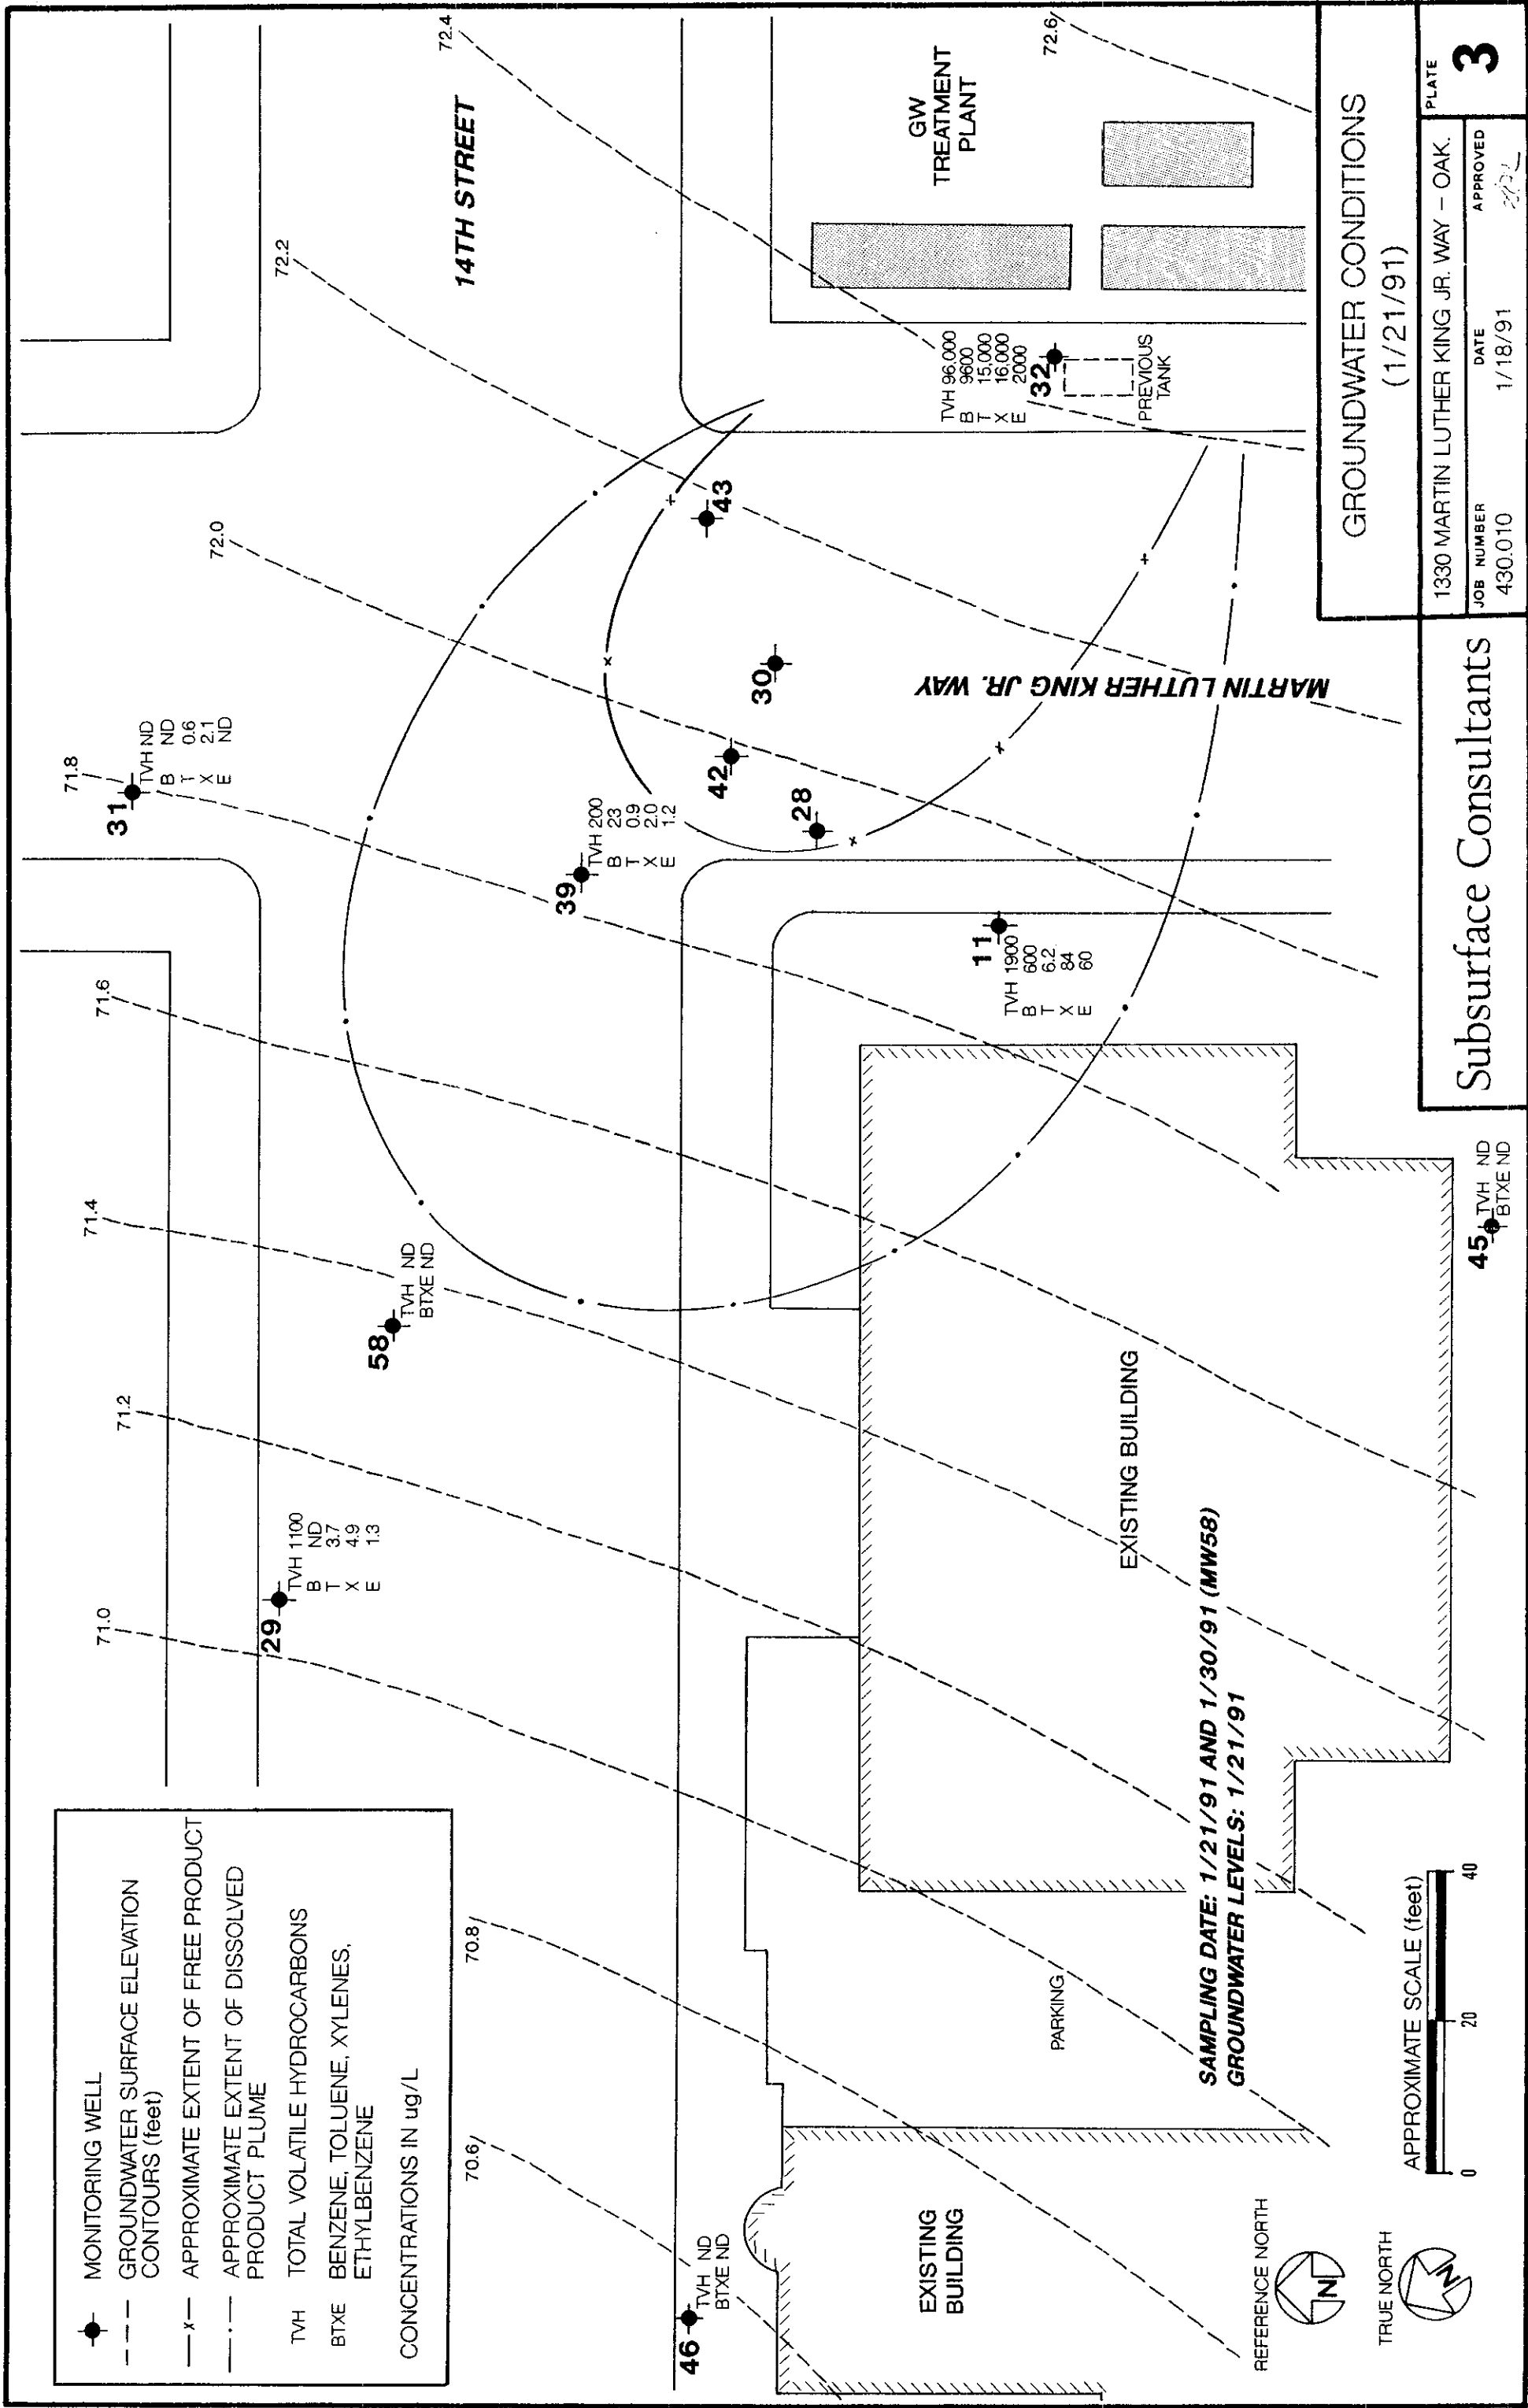 MONITORING WELL
GROUNDWATER SURFACE ELEVATION
CONTOURS (feet)
APPROXIMATE EXTENT OF FREE PRODUCT
APPROXIMATE EXTENT OF DISSOLVED
PRODUCT PLUME
TVH TOTAL VOLATILE HYDROCARBONS
BTXE BENZENE, TOLUENE, XYLENES,
ETHYLBENZENE
CONCENTRATIONS IN ug/L
70.6
70.8
71.0
71.2
71.4
71.6
71.8
72.0
72.2
72.4
72.6
14TH STREET
31
TVH ND
B ND
T 0.6
X 2.1
E ND
29
TVH 1100
B ND
T 3.7
X 4.9
E 1.3
58
TVH ND
BTXE ND
39
TVH 200
B 23
T 0.9
X 2.0
E 1.2
46
TVH ND
BTXE ND
43
42
30
28
11
TVH 1900
B 600
T 6.2
X 84
E 60
TVH 96,000
B 9600
T 15,000
X 16,000
E 2000
32
PREVIOUS
TANK
GW
TREATMENT
PLANT
MARTIN LUTHER KING JR. WAY
EXISTING
BUILDING
PARKING
EXISTING BUILDING
SAMPLING DATE: 1/21/91 AND 1/30/91 (MW58)
GROUNDWATER LEVELS: 1/21/91
45
TVH ND
BTXE ND
REFERENCE NORTH
N
TRUE NORTH
N
APPROXIMATE SCALE (feet)
0 20 40
Subsurface Consultants
GROUNDWATER CONDITIONS
(1/21/91)
1330 MARTIN LUTHER KING JR. WAY – OAK.
JOB NUMBER
430.010
DATE
1/18/91
APPROVED
PLATE
3